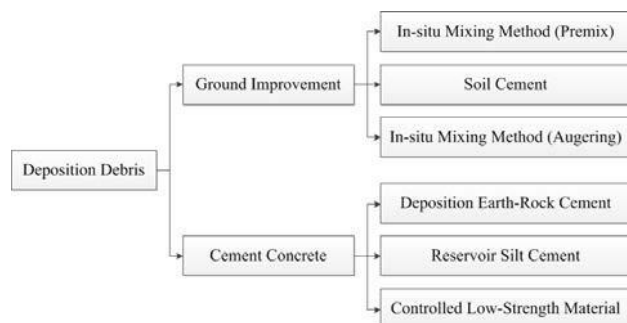 In-situ Mixing Method (Premix)
Ground Improvement
Soil Cement
In-situ Mixing Method (Augering)
Deposition Debris
Deposition Earth-Rock Cement
Cement Concrete
Reservoir Silt Cement
Controlled Low-Strength Material